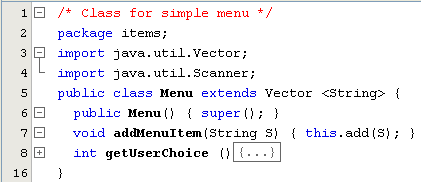 1 /* Class for simple menu */
2 package items;
3 import java.util.Vector;
4 import java.util.Scanner;
5 public class Menu extends Vector <String> {
6 public Menu() { super(); }
7 void addMenuItem(String S) { this.add(S); }
8 int getUserChoice (){...}
16 }